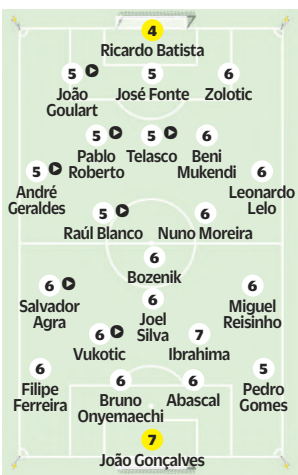 4
Ricardo Batista
5 5 6
João Goulart José Fonte Zolotic
5 5 6
Pablo Roberto Telasco Beni Mukendi
5 6
André Geraldes Leonardo Lelo
5 6
Raúl Blanco Nuno Moreira
6
Bozenik
6 6 6
Salvador Agra Joel Silva Miguel Reisinho
6 7
Vukotic Ibrahima
6 6 6 5
Filipe Ferreira Bruno Onyemaechi Abascal Pedro Gomes
7
João Gonçalves